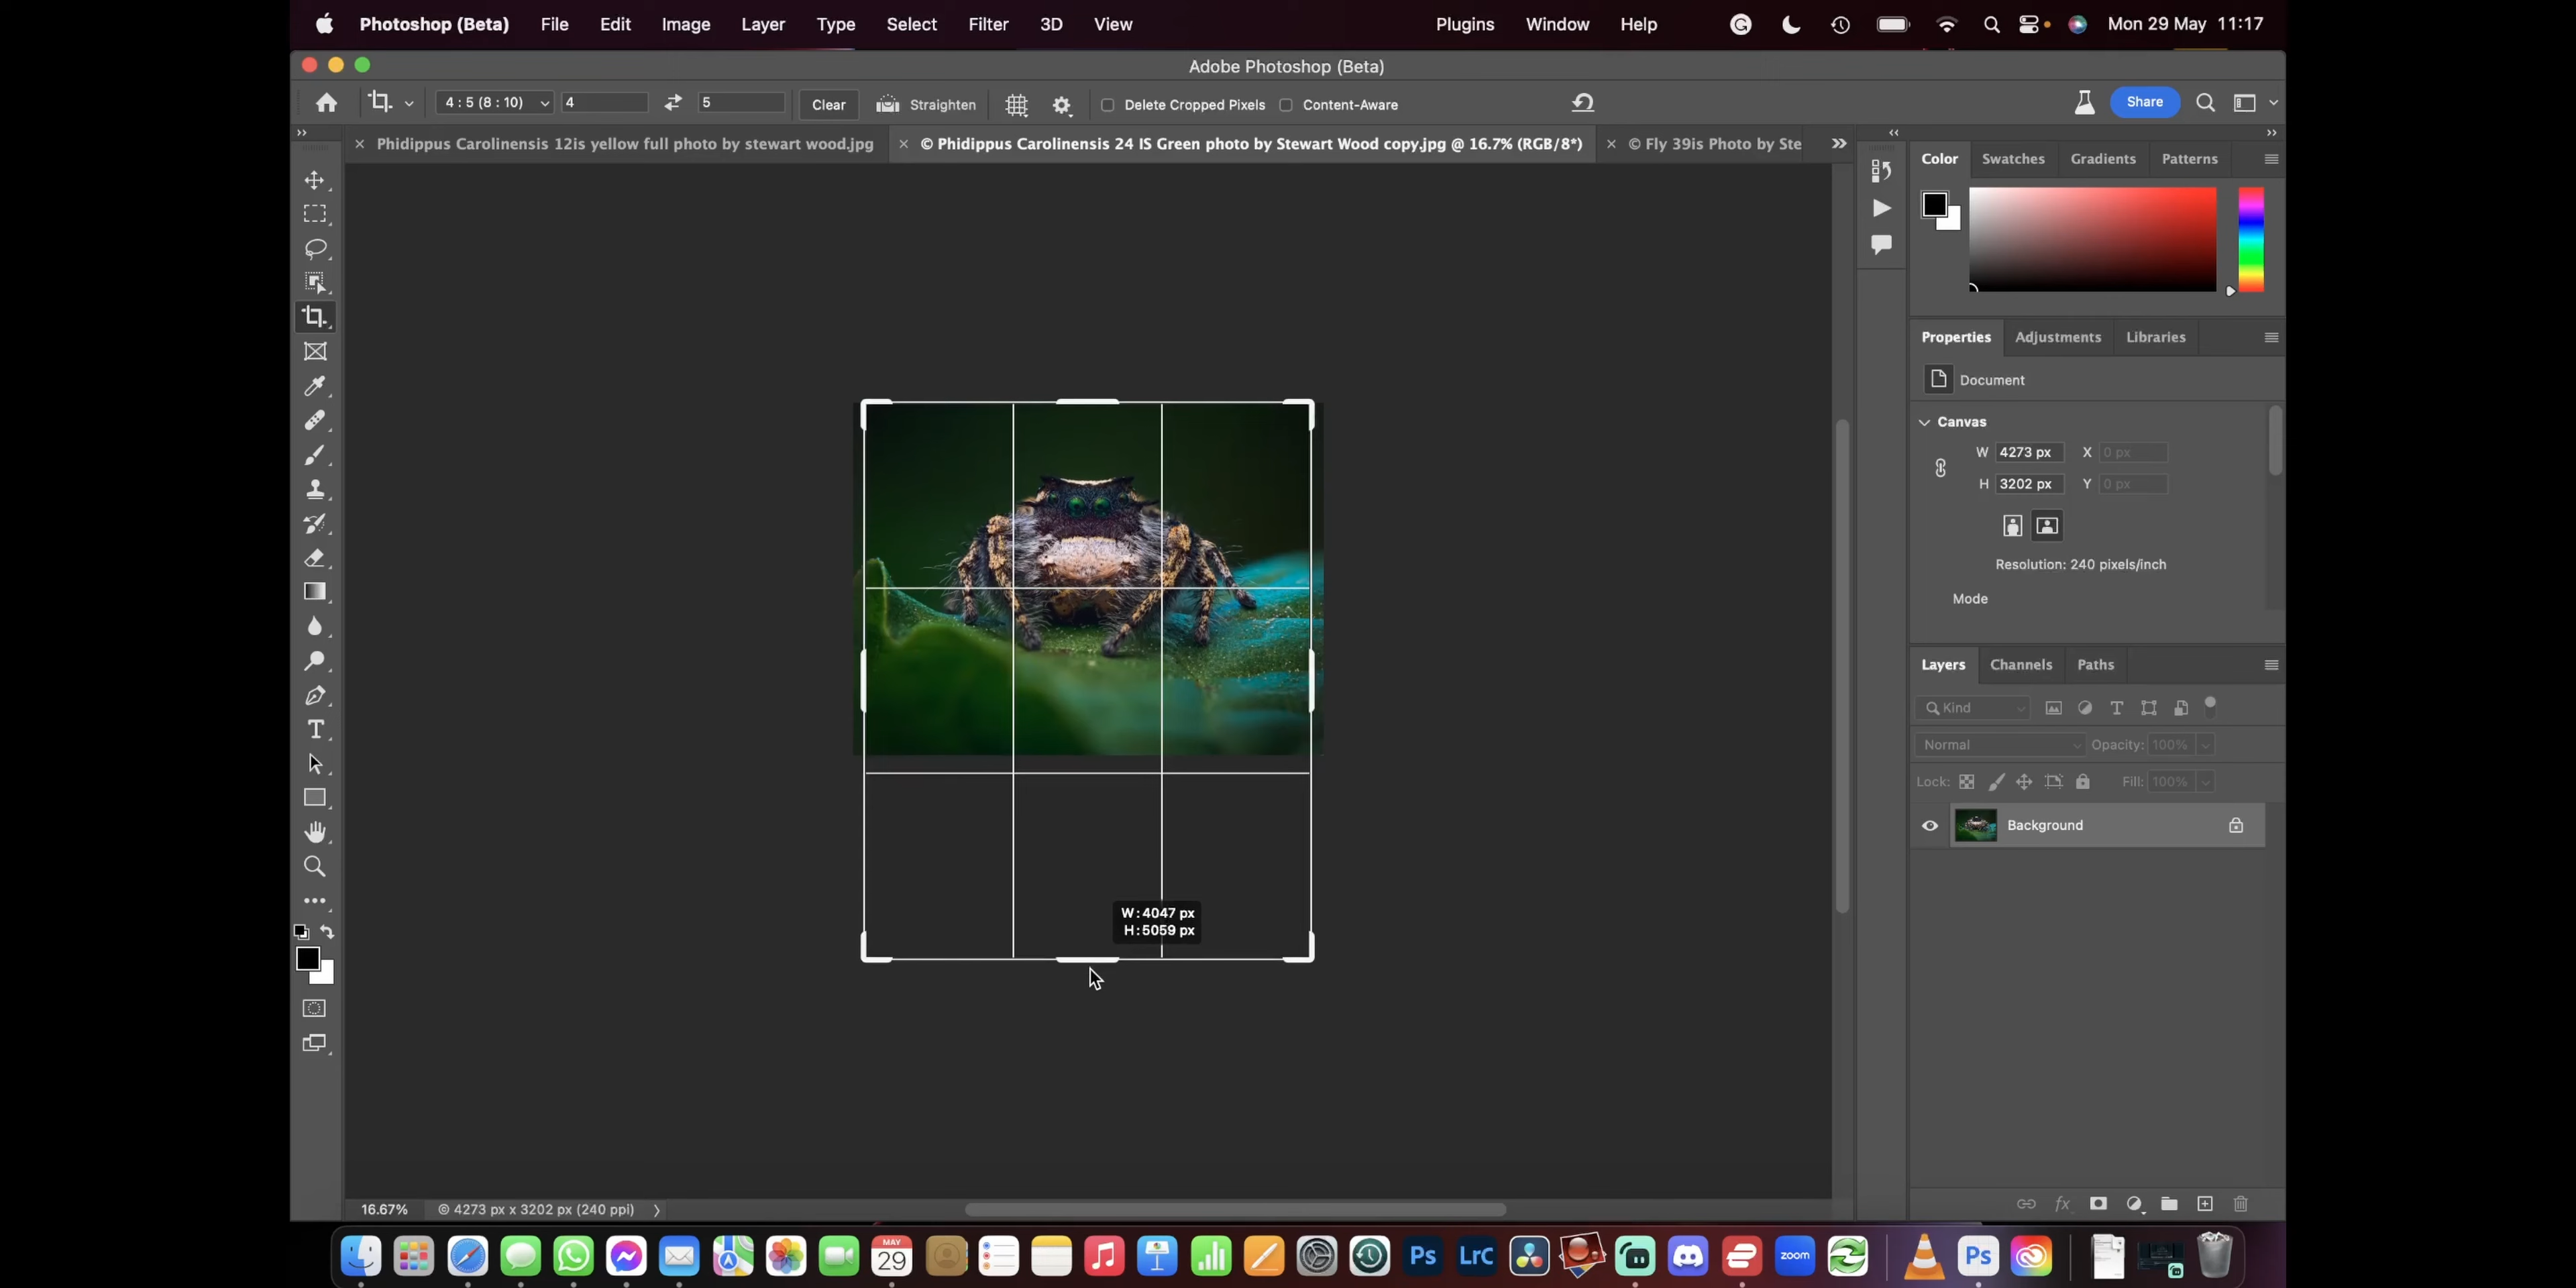 Photoshop (Beta) File Edit Image Layer Type Select Filter 3D View Plugins Window Help Mon 29 May 11:17
Adobe Photoshop (Beta)
4 : 5 (8 : 10) 4 5 Clear Straighten Delete Cropped Pixels Content-Aware Share
Phidippus Carolinensis 12is yellow full photo by stewart wood.jpg © Phidippus Carolinensis 24 IS Green photo by Stewart Wood copy.jpg @ 16.7% (RGB/8*) © Fly 39is Photo by Ste
Color Swatches Gradients Patterns
Properties Adjustments Libraries
Document
Canvas
W 4273 px X 0 px
H 3202 px Y 0 px
Resolution: 240 pixels/inch
Mode
Layers Channels Paths
Kind
Normal Opacity: 100%
Lock: Fill: 100%
Background
W : 4047 px
H : 5059 px
16.67% © 4273 px x 3202 px (240 ppi)
MAY
29
Ps LrC zoom Ps